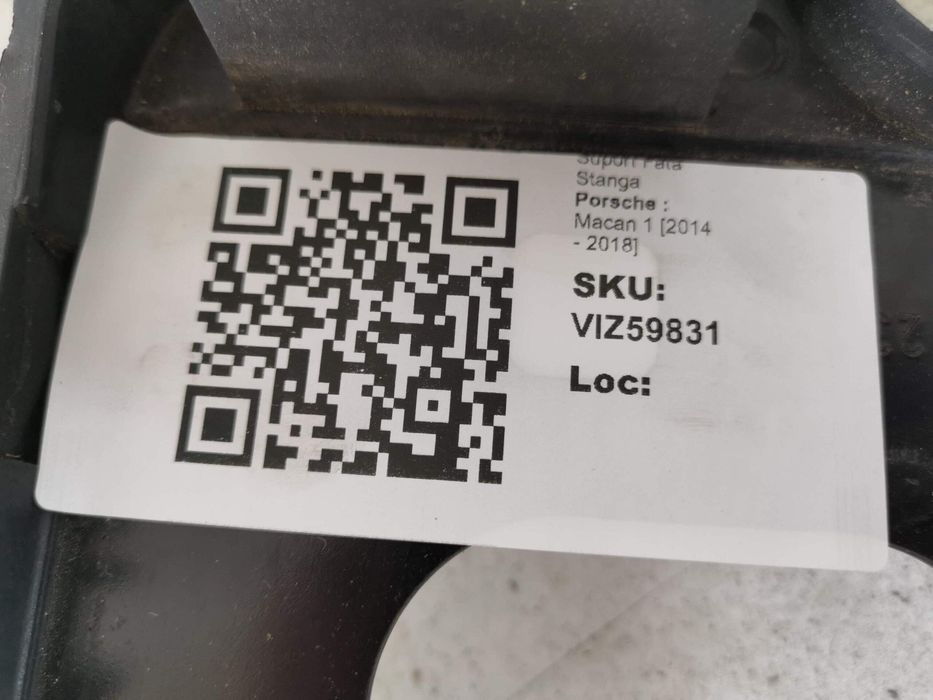 Suport Fata
Stanga
Porsche :
Macan 1 [2014
- 2018]
SKU:
VIZ59831
Loc: